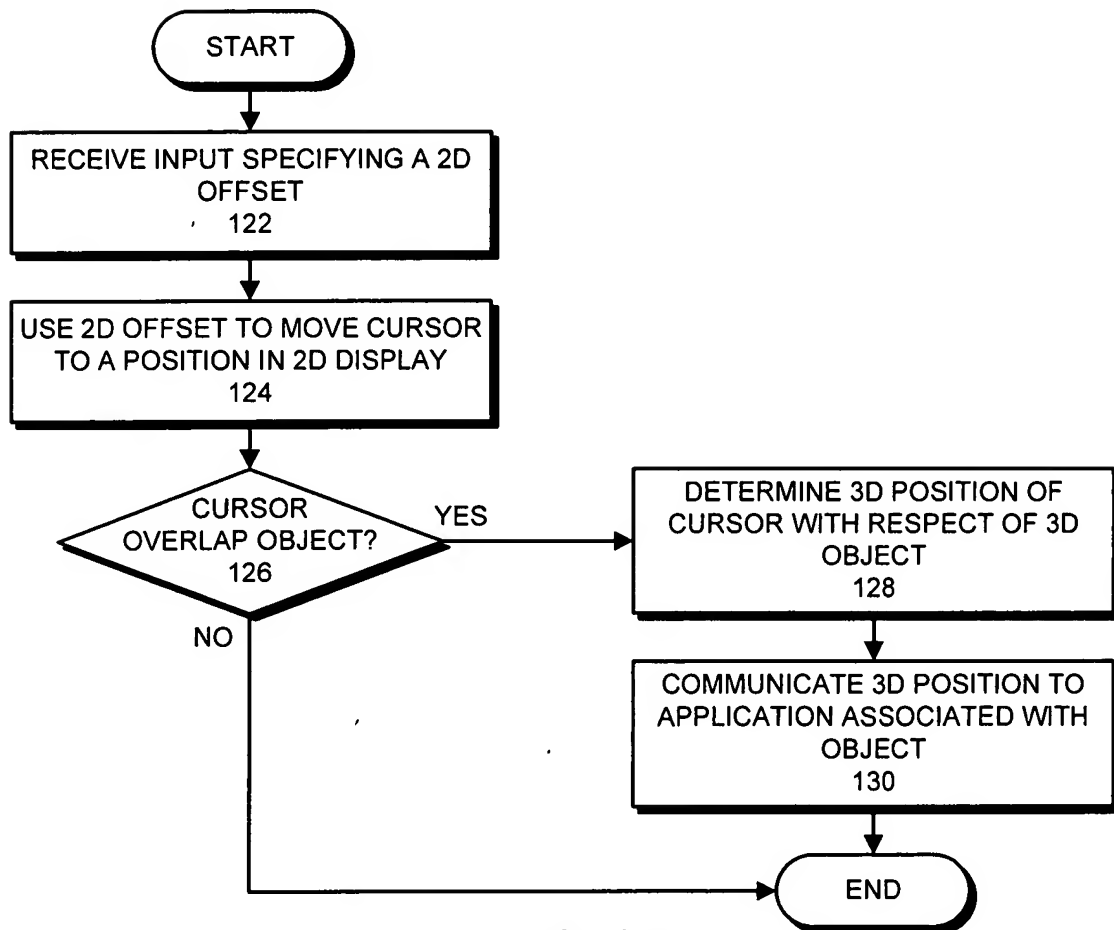 START
RECEIVE INPUT SPECIFYING A 2D
OFFSET
122
USE 2D OFFSET TO MOVE CURSOR
TO A POSITION IN 2D DISPLAY
124
CURSOR
OVERLAP OBJECT?
126
YES
NO
DETERMINE 3D POSITION OF
CURSOR WITH RESPECT OF 3D
OBJECT
128
COMMUNICATE 3D POSITION TO
APPLICATION ASSOCIATED WITH
OBJECT
130
END